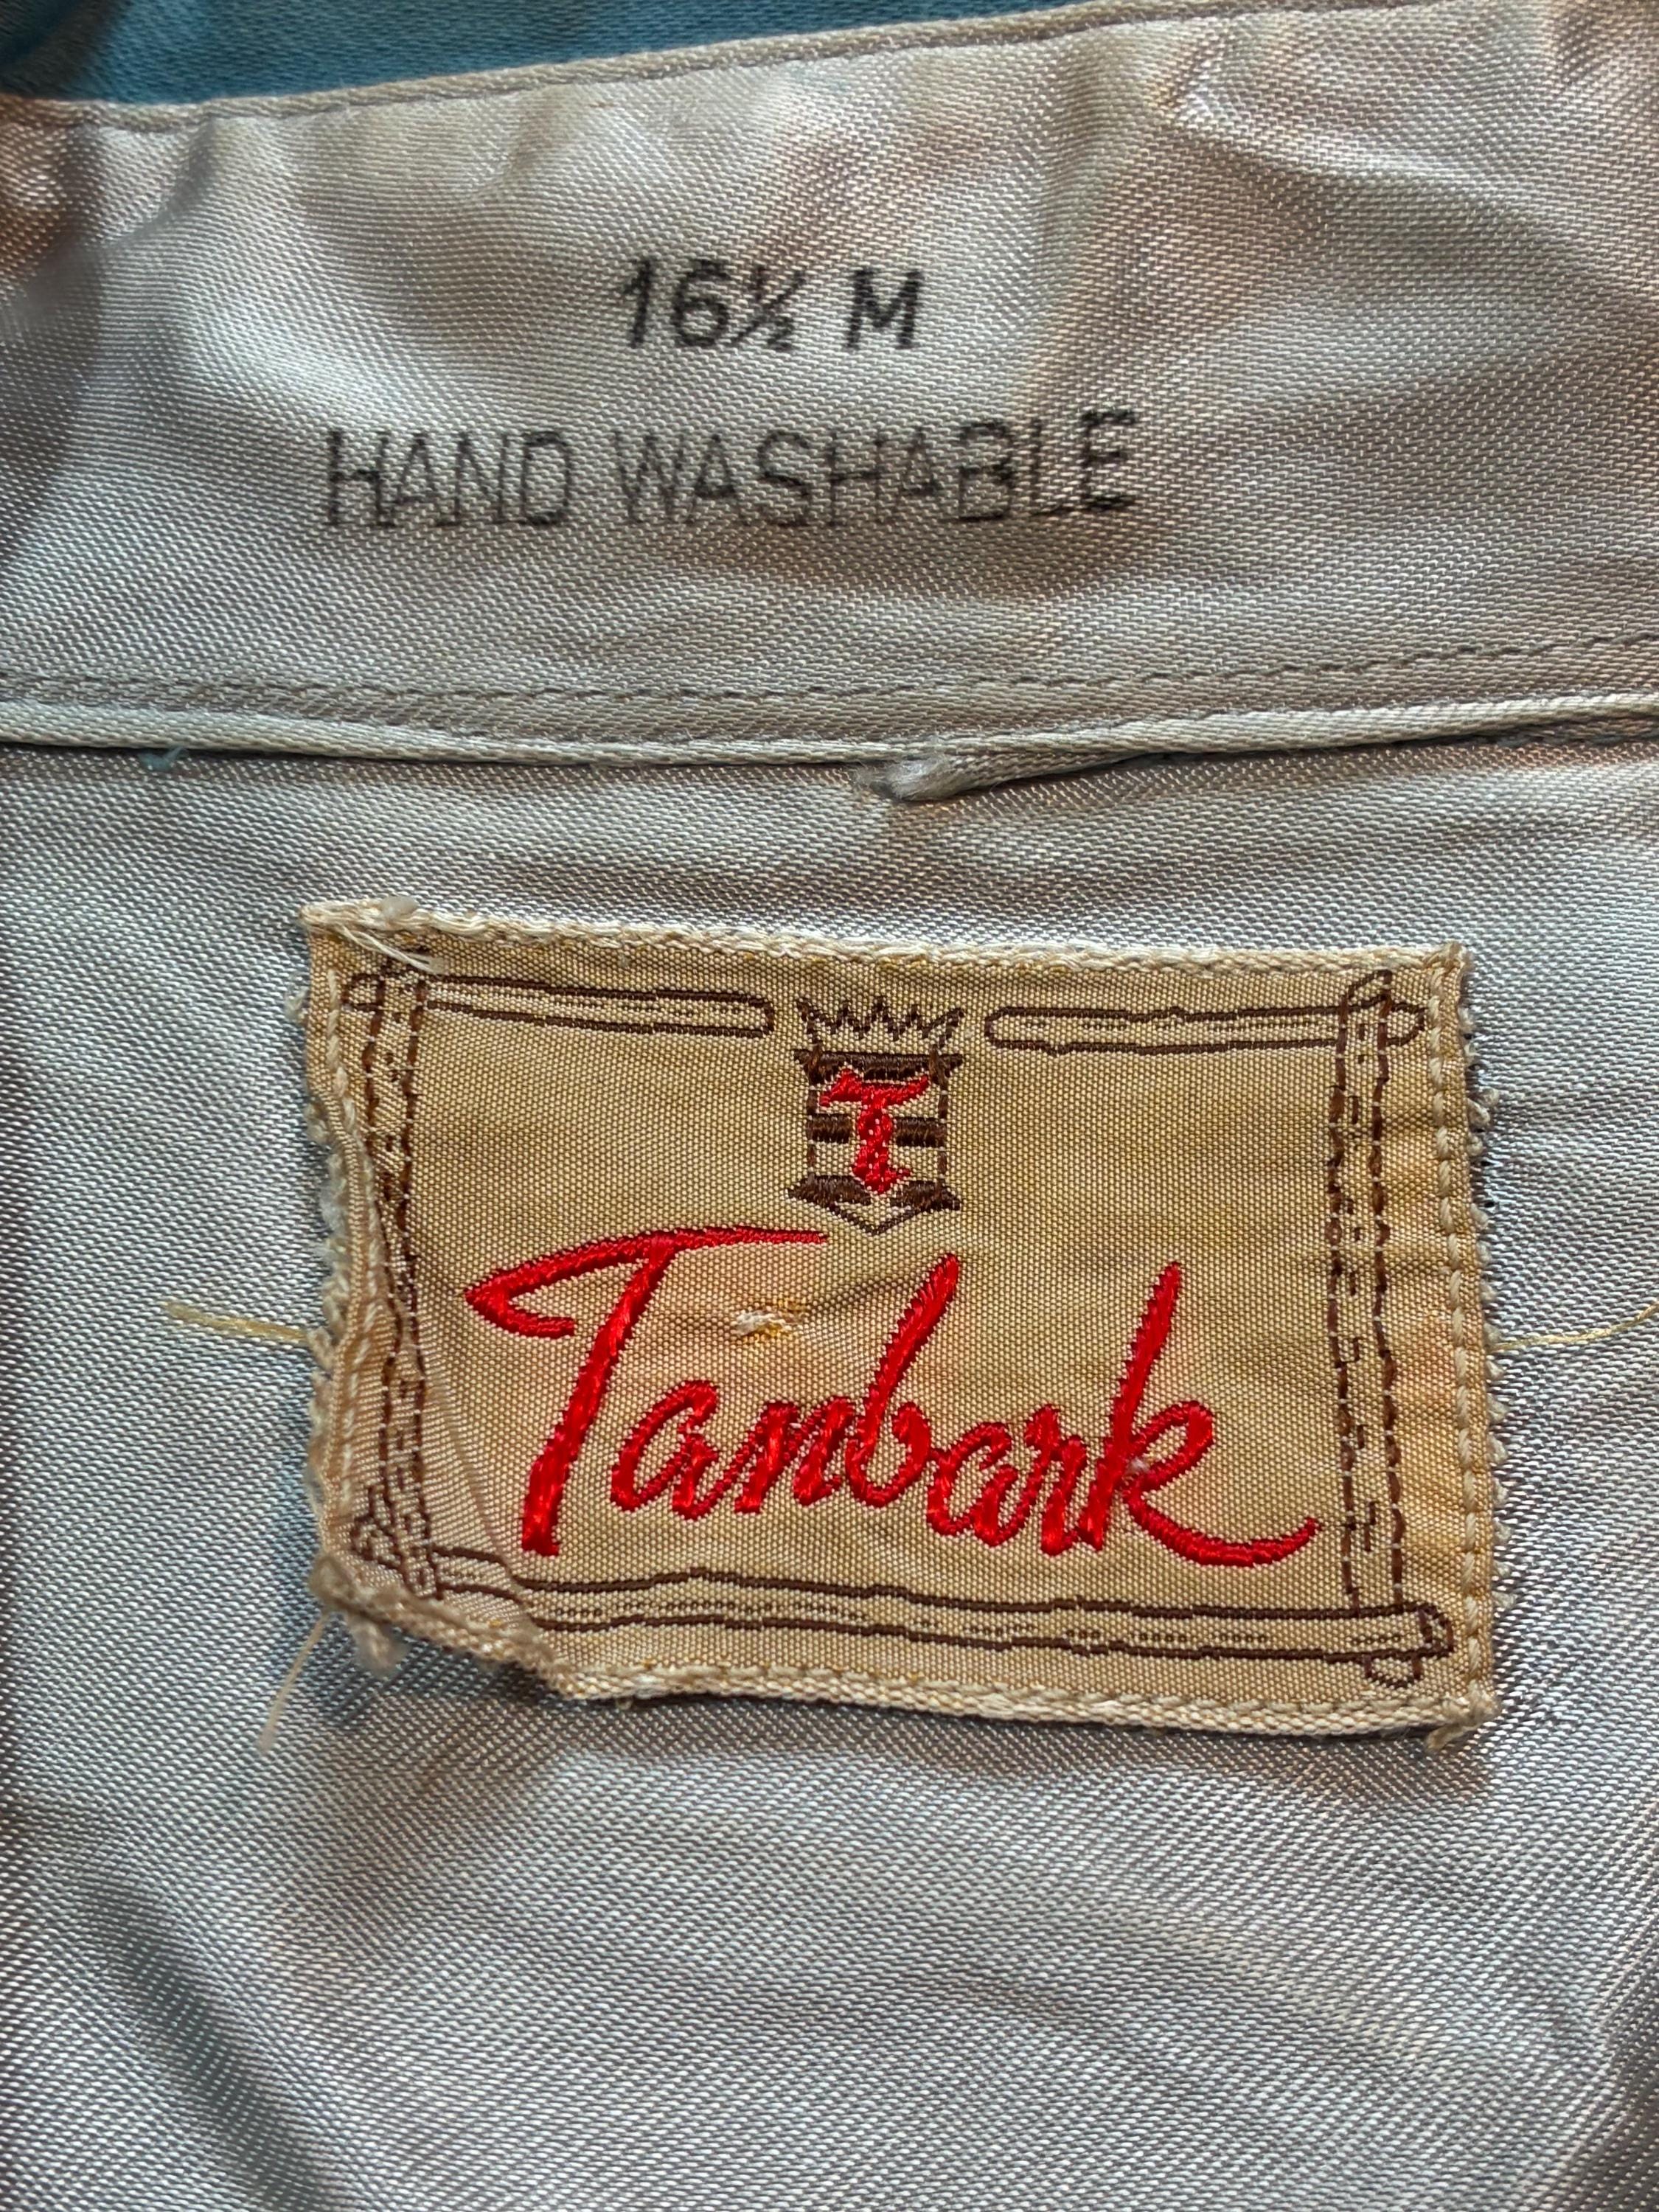 16½ M
HAND WASHABLE
T
Tanbark